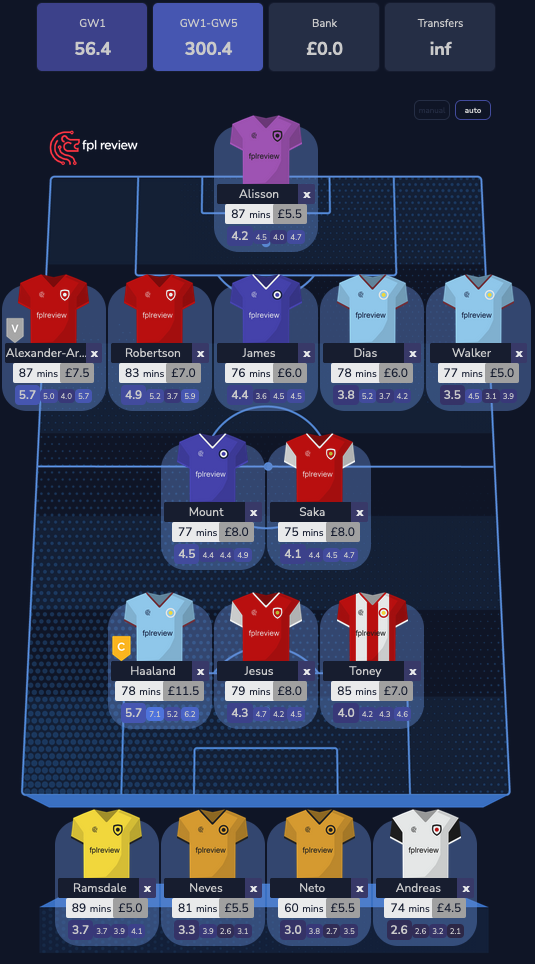 GW1 GW1-GW5 Bank Transfers
56.4 300.4 £0.0 inf
manual auto
fpl review
fplreview
Alisson x
87 mins £5.5
4.2 4.5 4.0 4.7
fplreview fplreview fplreview fplreview fplreview
V
Alexander-Ar... x Robertson x James x Dias x Walker x
87 mins £7.5 83 mins £7.0 76 mins £6.0 78 mins £6.0 77 mins £5.0
5.7 5.0 4.0 5.7 4.9 5.2 3.7 5.9 4.4 3.6 4.5 4.5 3.8 5.2 3.7 4.2 3.5 4.5 3.1 3.9
fplreview fplreview
Mount x Saka x
77 mins £8.0 75 mins £8.0
4.5 4.4 4.4 4.9 4.1 4.4 4.5 4.7
fplreview fplreview fplreview
C
Haaland x Jesus x Toney x
78 mins £11.5 79 mins £8.0 85 mins £7.0
5.7 7.1 5.2 6.2 4.3 4.7 4.2 4.5 4.0 4.2 4.3 4.6
fplreview fplreview fplreview fplreview
Ramsdale x Neves x Neto x Andreas x
89 mins £5.0 81 mins £5.5 60 mins £5.5 74 mins £4.5
3.7 3.7 3.9 4.1 3.3 3.9 2.6 3.1 3.0 3.8 2.7 3.5 2.6 2.6 3.2 2.1